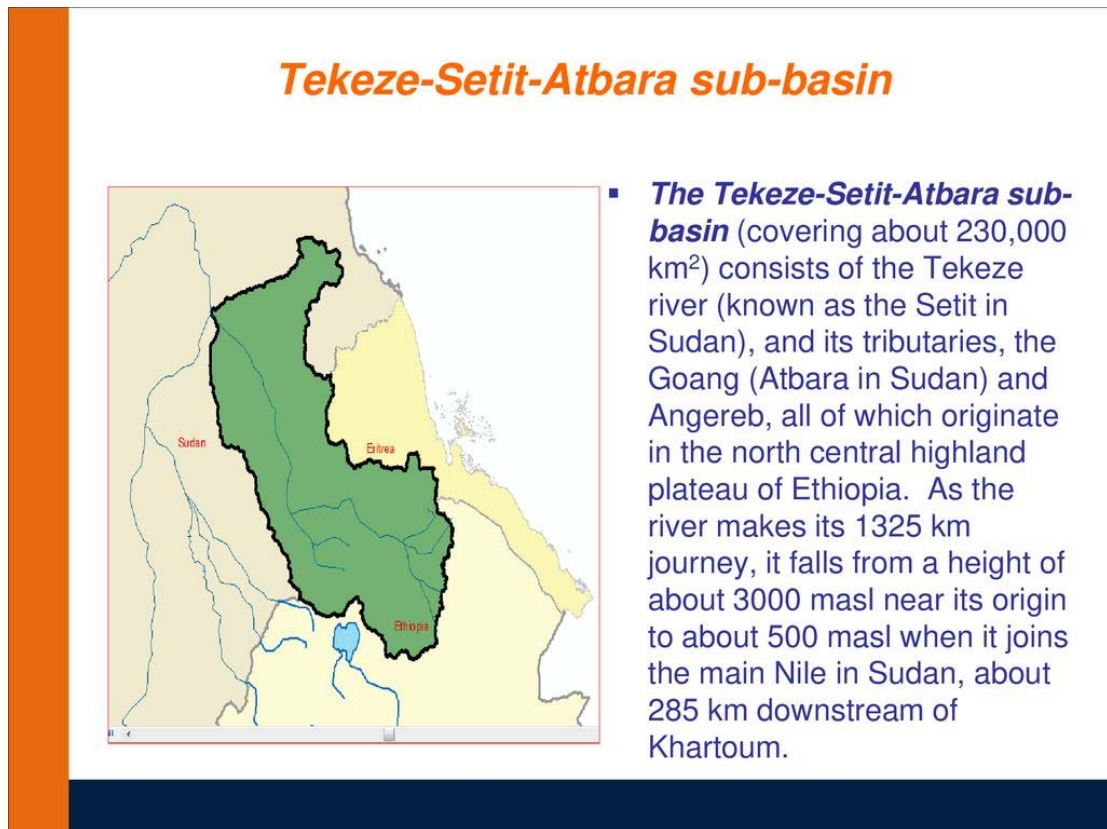 Tekeze-Setit-Atbara sub-basin
▪ The Tekeze-Setit-Atbara sub-
basin (covering about 230,000
km²) consists of the Tekeze
river (known as the Setit in
Sudan), and its tributaries, the
Goang (Atbara in Sudan) and
Angereb, all of which originate
in the north central highland
plateau of Ethiopia.  As the
river makes its 1325 km
journey, it falls from a height of
about 3000 masl near its origin
to about 500 masl when it joins
the main Nile in Sudan, about
285 km downstream of
Khartoum.
Sudan
Eritrea
Ethiopia